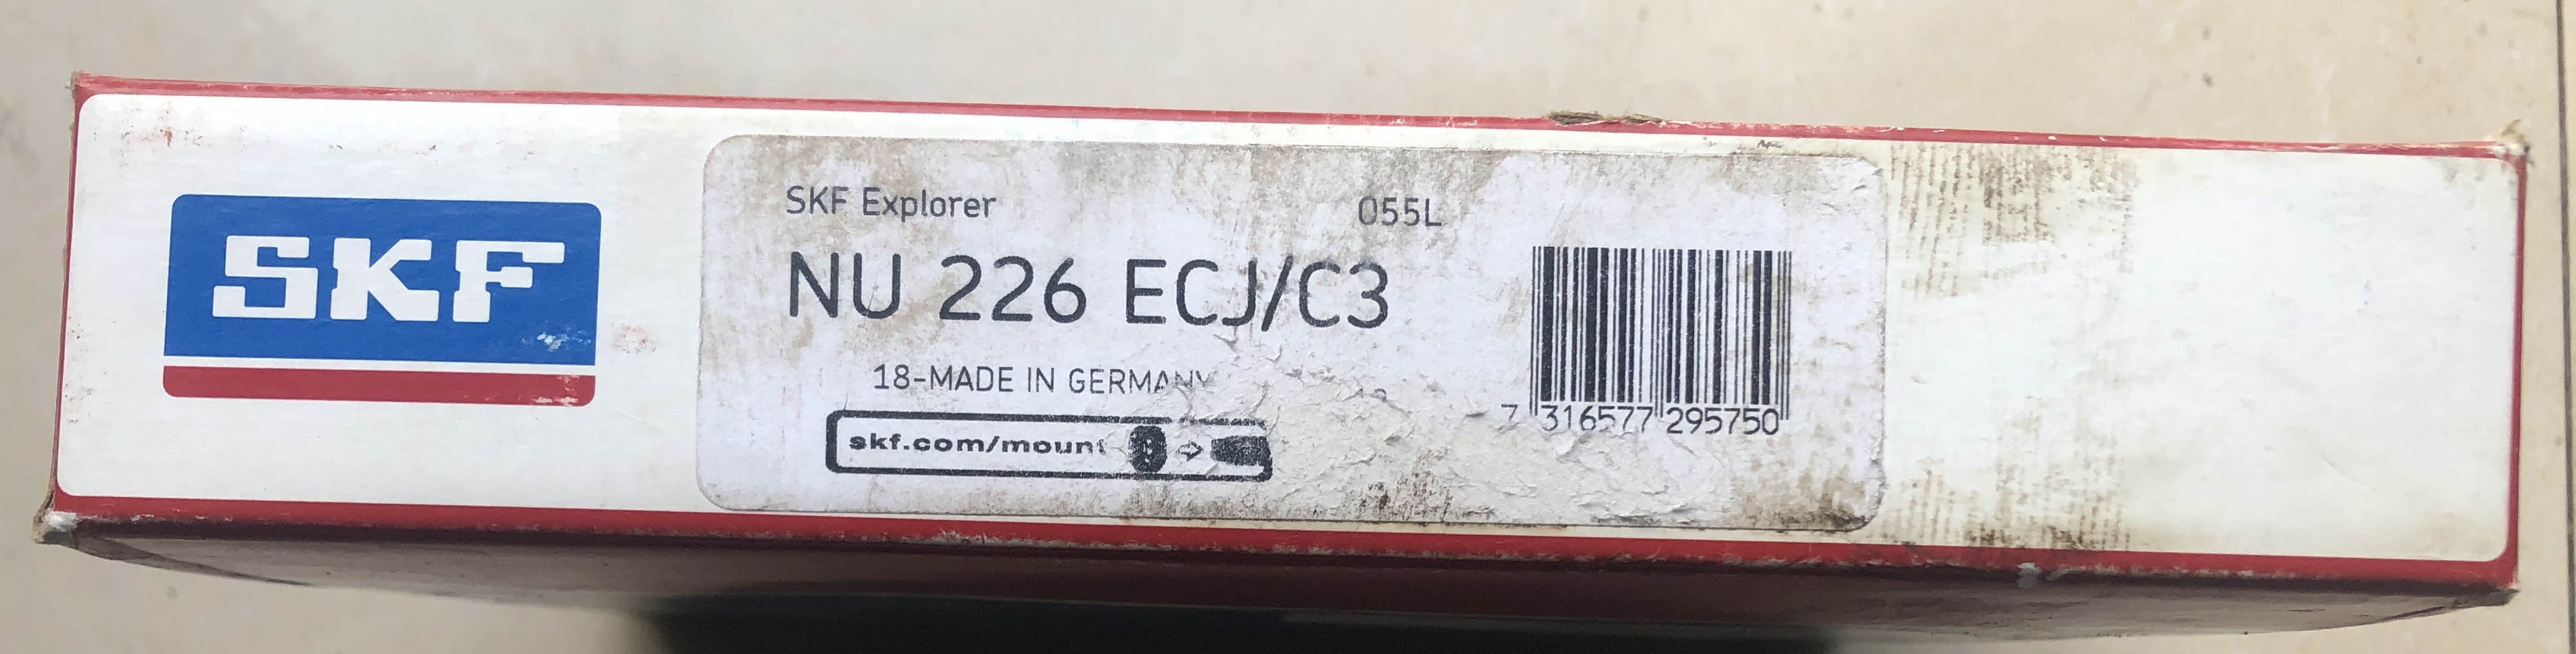 SKF
SKF Explorer
055L
NU 226 ECJ/C3
18-MADE IN GERMANY
skf.com/mount
7 316577 295750